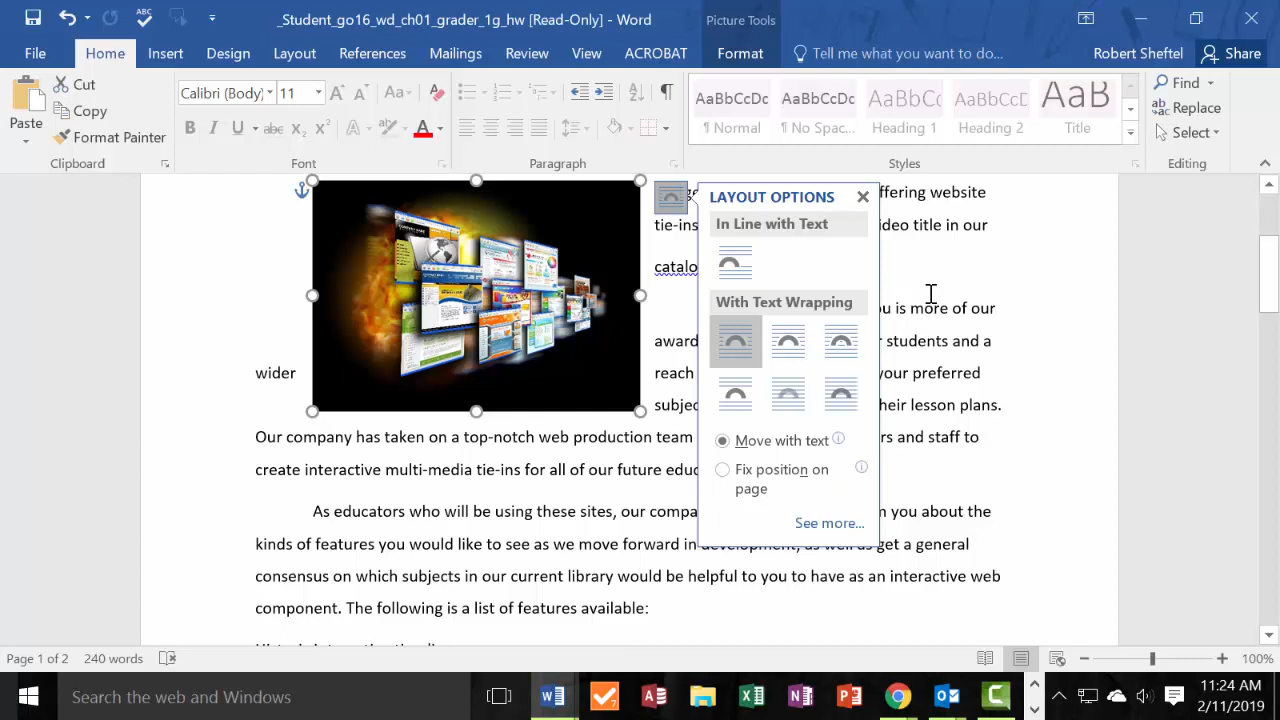 _Student_go16_wd_ch01_grader_1g_hw [Read-Only] - Word
Picture Tools
File Home Insert Design Layout References Mailings Review View ACROBAT Format Tell me what you want to do... Robert Sheftel Share
Paste
Cut
Copy
Format Painter
Clipboard
Calibri (Body) 11
Aa
B I U abc X₂ X² A A
Font
Paragraph
AaBbCcDc
¶ Normal
AaBbCcDc
¶ No Spac...
AaBbC
Heading 1
AaBbCcD
Heading 2
AaB
Title
Styles
Find
Replace
Select
Editing
ffering website
tie-ins
ideo title in our
catalo
u is more of our
award
students and a
wider
reach
your preferred
subjec
heir lesson plans.
LAYOUT OPTIONS
In Line with Text
With Text Wrapping
Move with text
Fix position on
page
See more...
Our company has taken on a top-notch web production team
rs and staff to
create interactive multi-media tie-ins for all of our future educ
As educators who will be using these sites, our compa
m you about the
kinds of features you would like to see as we move forward in development, as well as get a general
consensus on which subjects in our current library would be helpful to you to have as an interactive web
component. The following is a list of features available:
Page 1 of 2 240 words
100%
Search the web and Windows
11:24 AM
2/11/2019